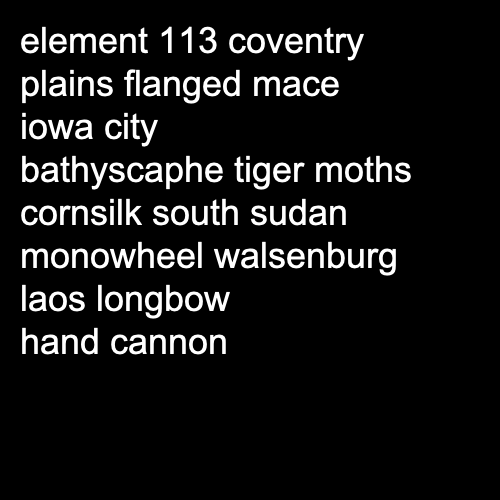 element 113 coventry
plains flanged mace
iowa city
bathyscaphe tiger moths
cornsilk south sudan
monowheel walsenburg
laos longbow
hand cannon